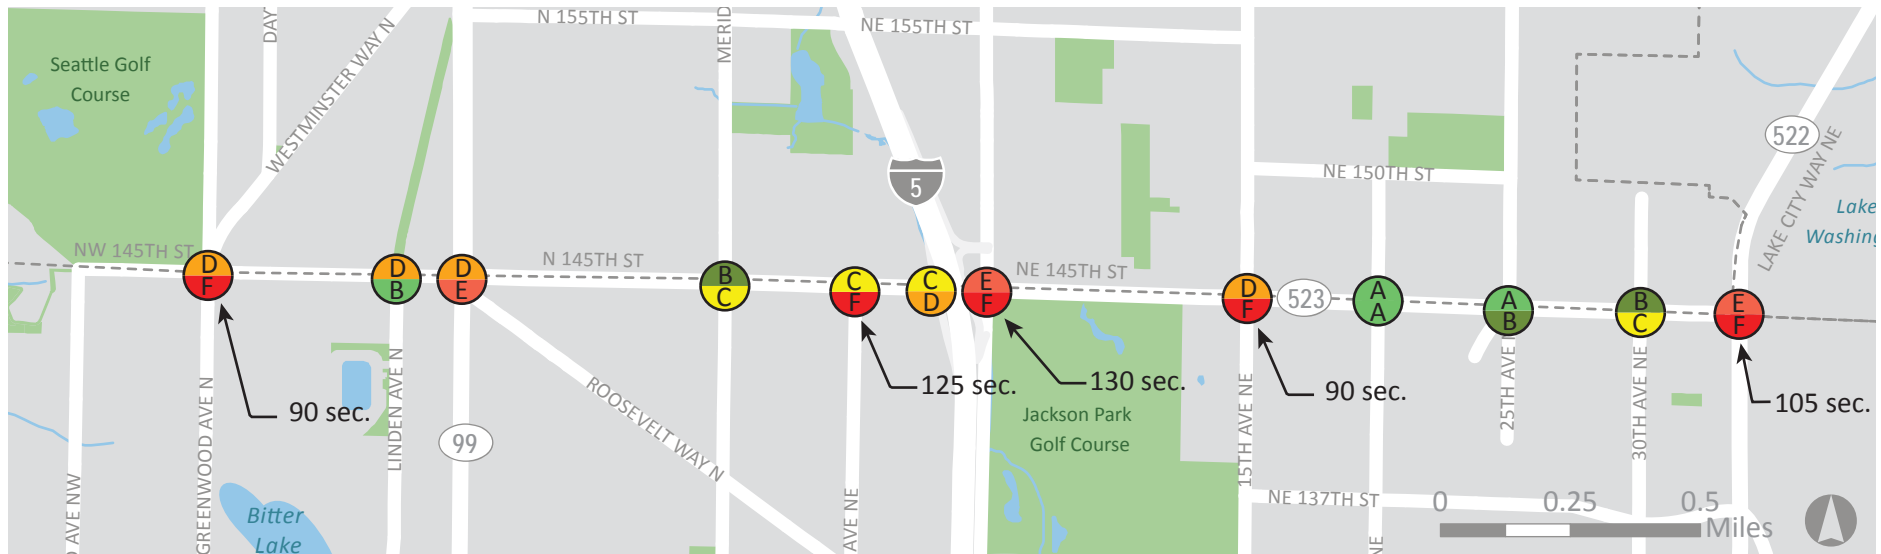 N 155TH ST
NE 155TH ST
DAY
MERID
WESTMINSTER WAY N
Seattle Golf
Course
5
522
NE 150TH ST
LAKE CITY WAY NE
Lake
Washing
NW 145TH ST
N 145TH ST
NE 145TH ST
523
D
F
D
B
D
E
B
C
C
F
C
D
E
F
D
F
A
A
A
B
B
C
E
F
90 sec.
125 sec.
130 sec.
90 sec.
105 sec.
GREENWOOD AVE N
LINDEN AVE N
99
ROOSEVELT WAY N
Jackson Park
Golf Course
15TH AVE NE
25TH AVE N
30TH AVE NE
AVE NW
Bitter
Lake
AVE NE
NE 137TH ST
NE
0 0.25 0.5
Miles